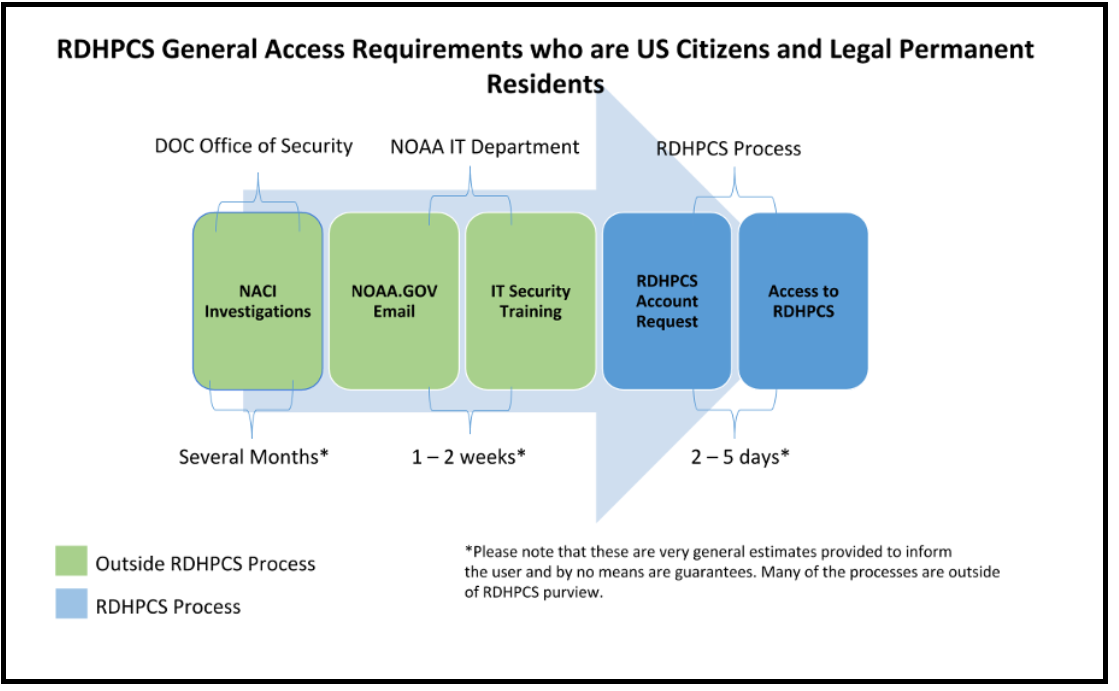 RDHPCS General Access Requirements who are US Citizens and Legal Permanent
Residents
DOC Office of Security
NOAA IT Department
RDHPCS Process
NACI
Investigations
NOAA.GOV
Email
IT Security
Training
RDHPCS
Account
Request
Access to
RDHPCS
Several Months*
1 – 2 weeks*
2 – 5 days*
Outside RDHPCS Process
RDHPCS Process
*Please note that these are very general estimates provided to inform
the user and by no means are guarantees. Many of the processes are outside
of RDHPCS purview.